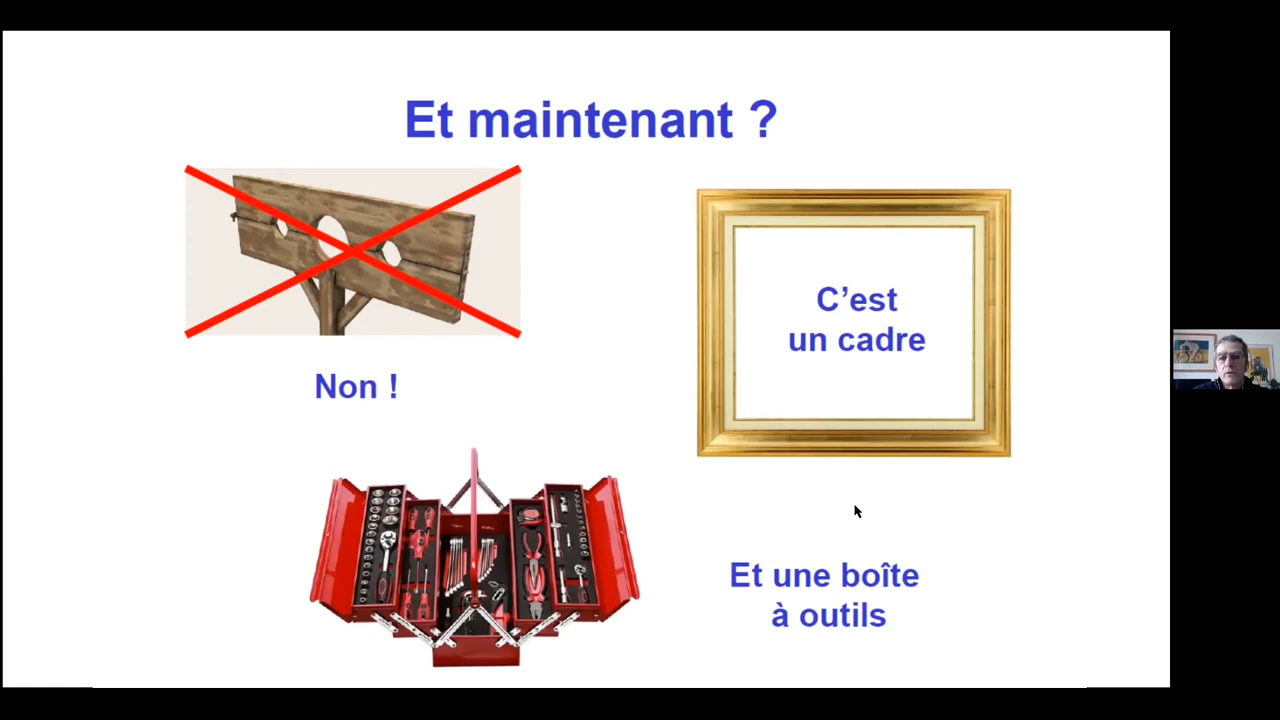 Et maintenant ?
C’est
un cadre
Non !
Et une boîte
à outils